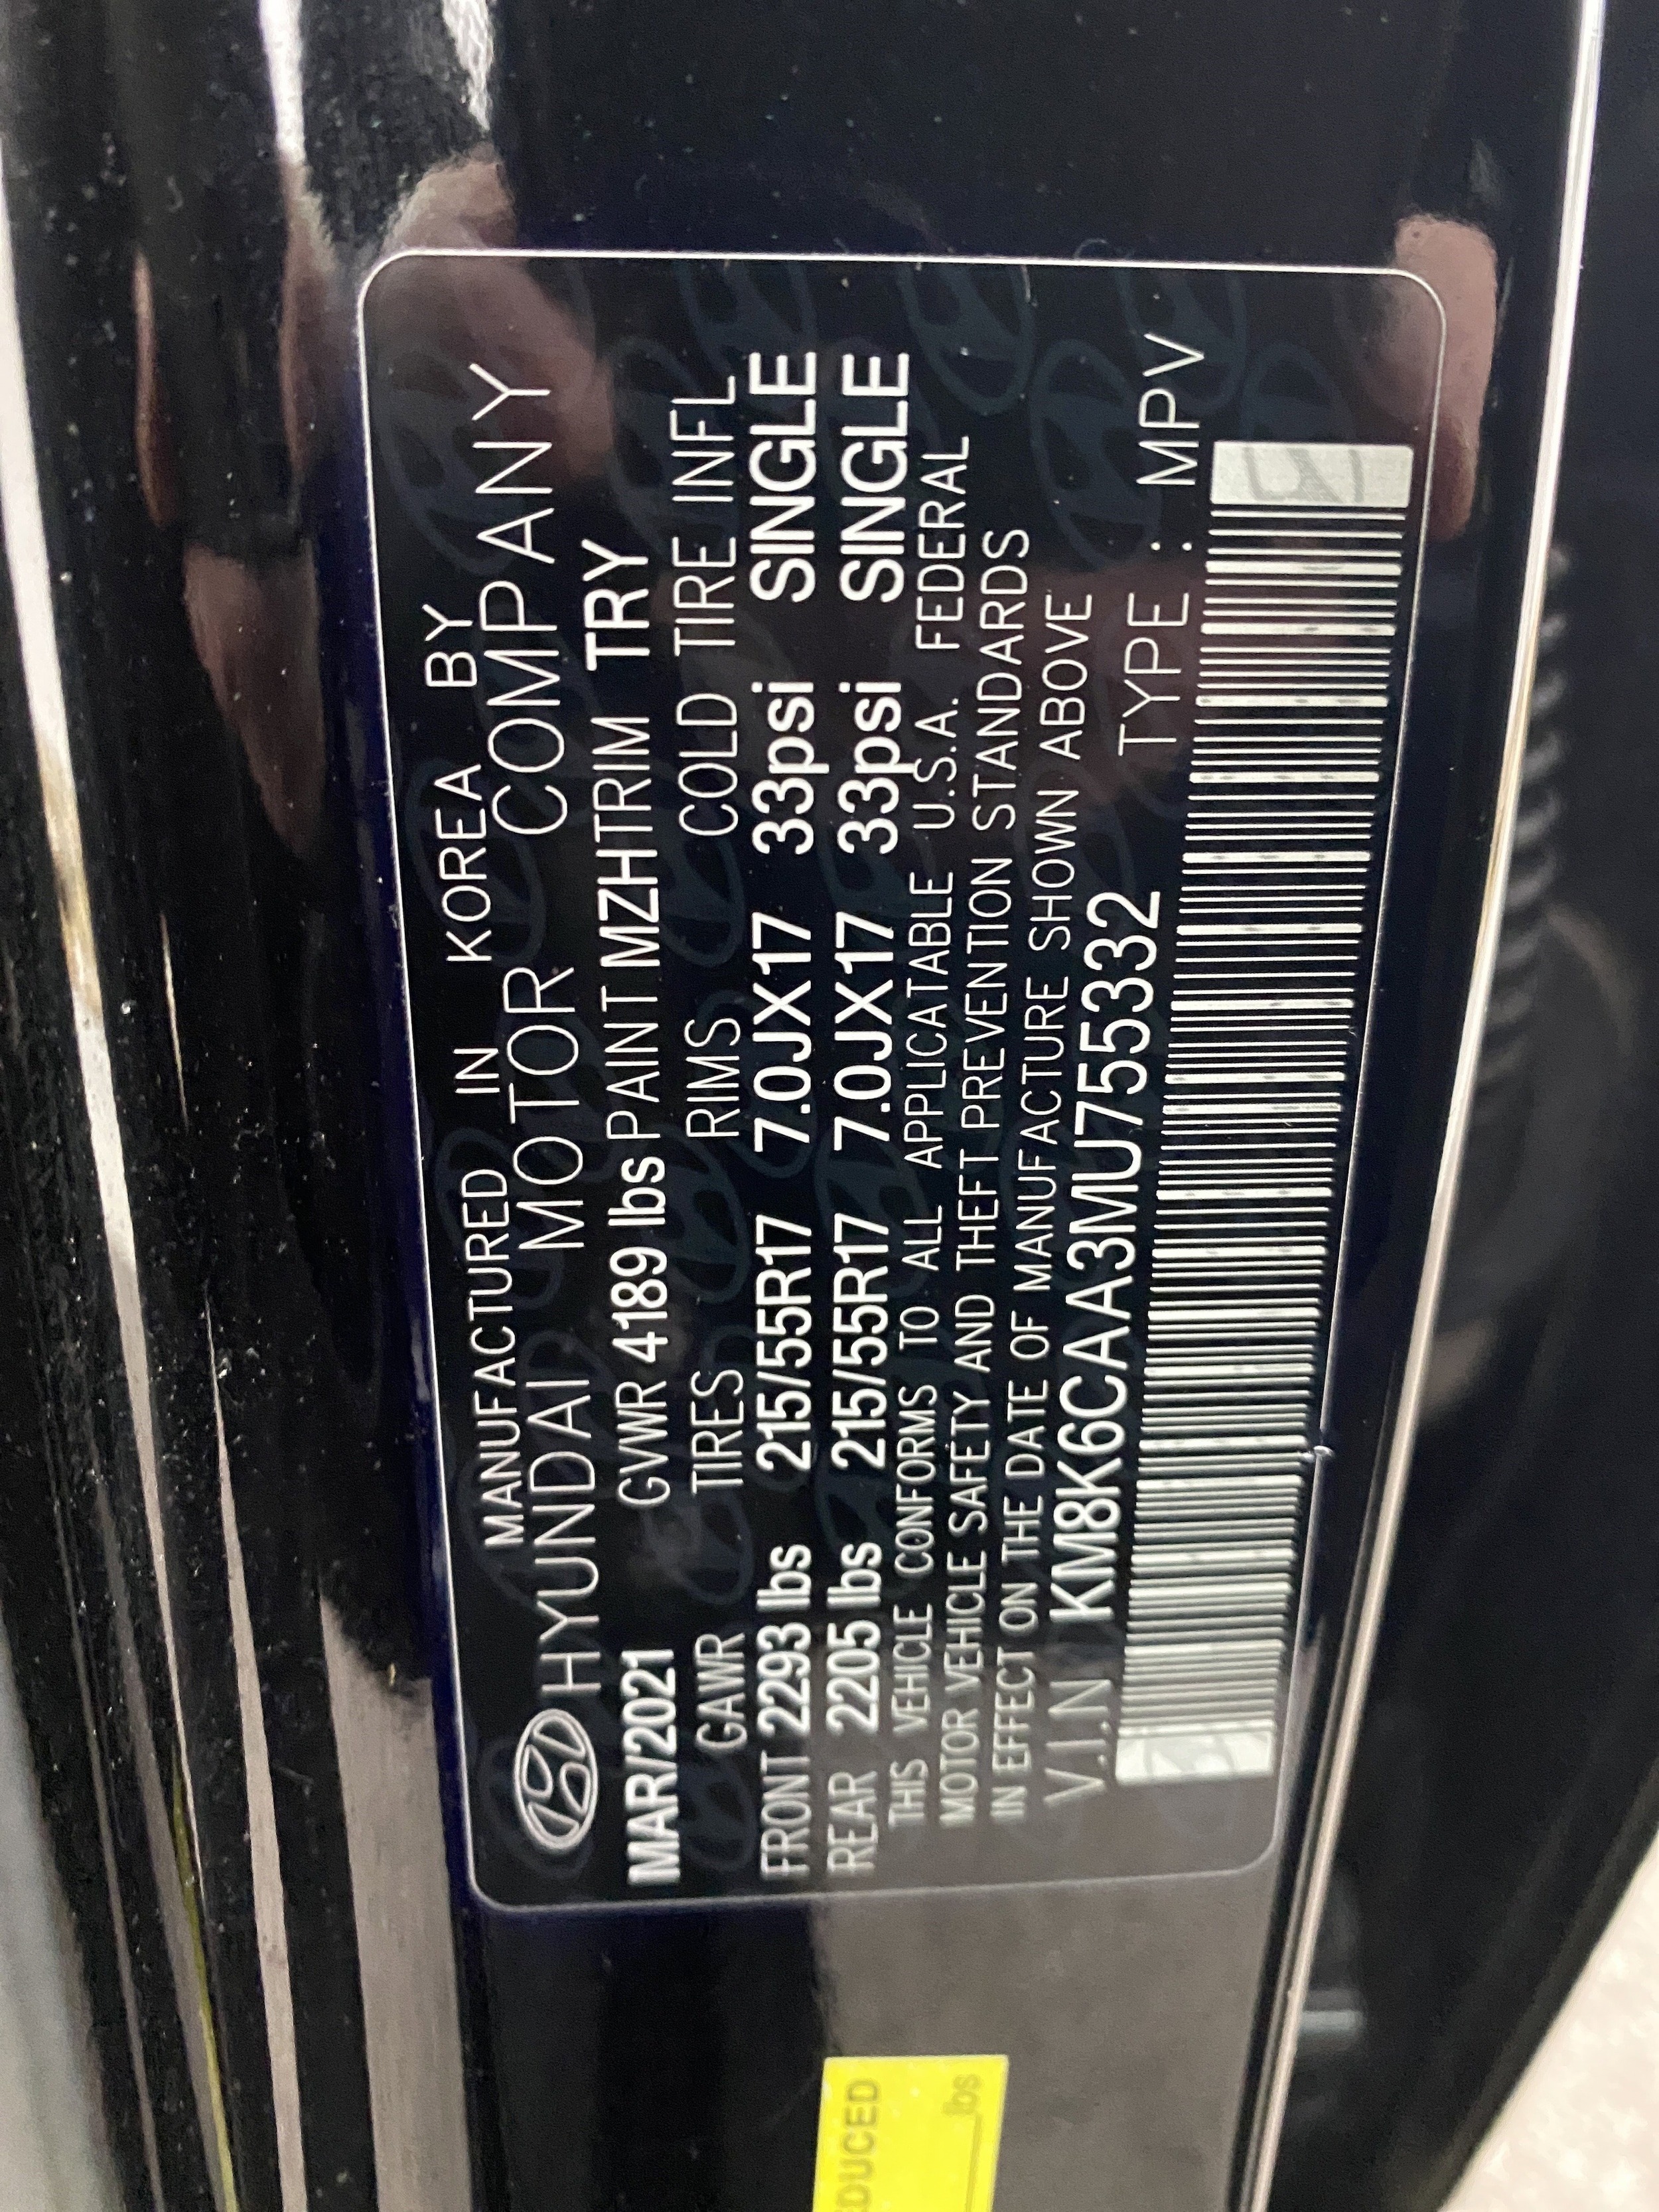 MANUFACTURED IN KOREA BY
HYUNDAI MOTOR COMPANY
MAR/2021 GVWR 4189 lbs PAINT MZHTRIM TRY
GAWR TIRES RIMS COLD TIRE INFL
FRONT 2293 lbs 215/55R17 7.0JX17 33psi SINGLE
REAR 2205 lbs 215/55R17 7.0JX17 33psi SINGLE
THIS VEHICLE CONFORMS TO ALL APPLICATABLE U.S.A. FEDERAL
MOTOR VEHICLE SAFETY AND THEFT PREVENTION STANDARDS
IN EFFECT ON THE DATE OF MANUFACTURE SHOWN ABOVE
V.I.N KM8K6CAA3MU755332 TYPE : MPV
DUCED
lbs